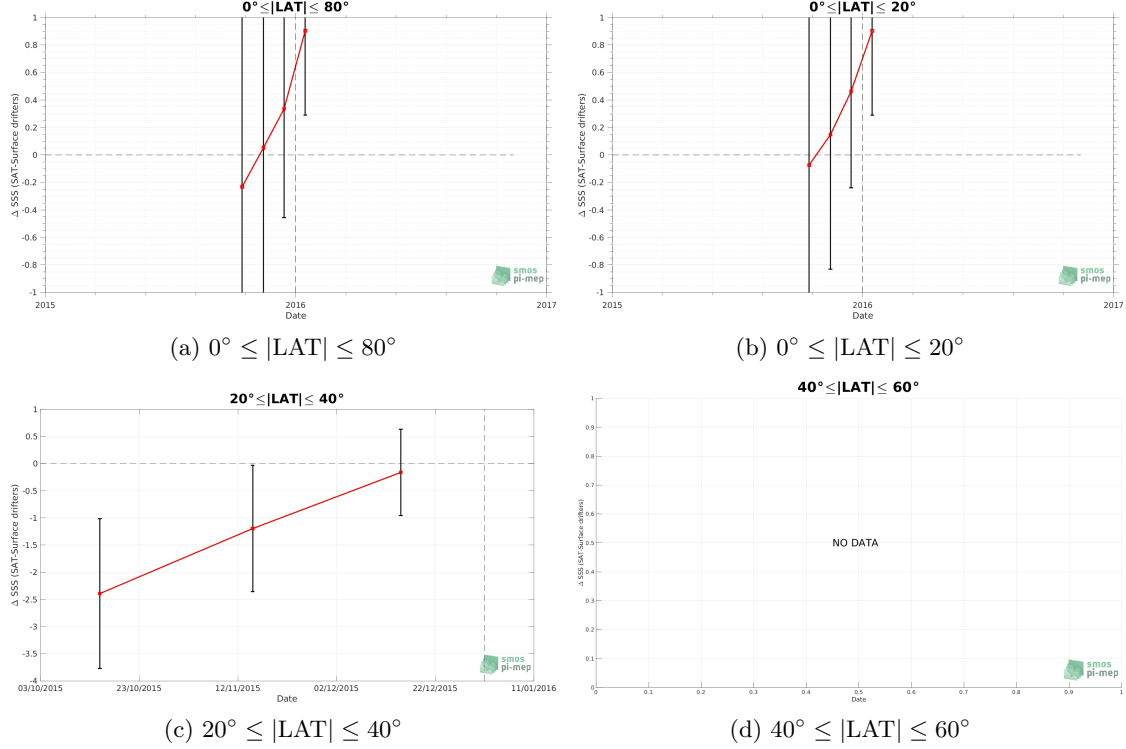 0°≤|LAT|≤ 80°
1
0.8
0.6
0.4
0.2
0
-0.2
-0.4
-0.6
-0.8
-1
Δ SSS (SAT-Surface drifters)
2015
2016
2017
Date
smos
pi-mep
(a) 0° ≤ |LAT| ≤ 80°
0°≤|LAT|≤ 20°
1
0.8
0.6
0.4
0.2
0
-0.2
-0.4
-0.6
-0.8
-1
Δ SSS (SAT-Surface drifters)
2015
2016
2017
Date
smos
pi-mep
(b) 0° ≤ |LAT| ≤ 20°
20°≤|LAT|≤ 40°
1
0.5
0
-0.5
-1
-1.5
-2
-2.5
-3
-3.5
-4
Δ SSS (SAT-Surface drifters)
03/10/2015
23/10/2015
12/11/2015
02/12/2015
22/12/2015
11/01/2016
Date
smos
pi-mep
(c) 20° ≤ |LAT| ≤ 40°
40°≤|LAT|≤ 60°
1
0.9
0.8
0.7
0.6
0.5
0.4
0.3
0.2
0.1
0
Δ SSS (SAT-Surface drifters)
NO DATA
0
0.1
0.2
0.3
0.4
0.5
0.6
0.7
0.8
0.9
1
Date
smos
pi-mep
(d) 40° ≤ |LAT| ≤ 60°